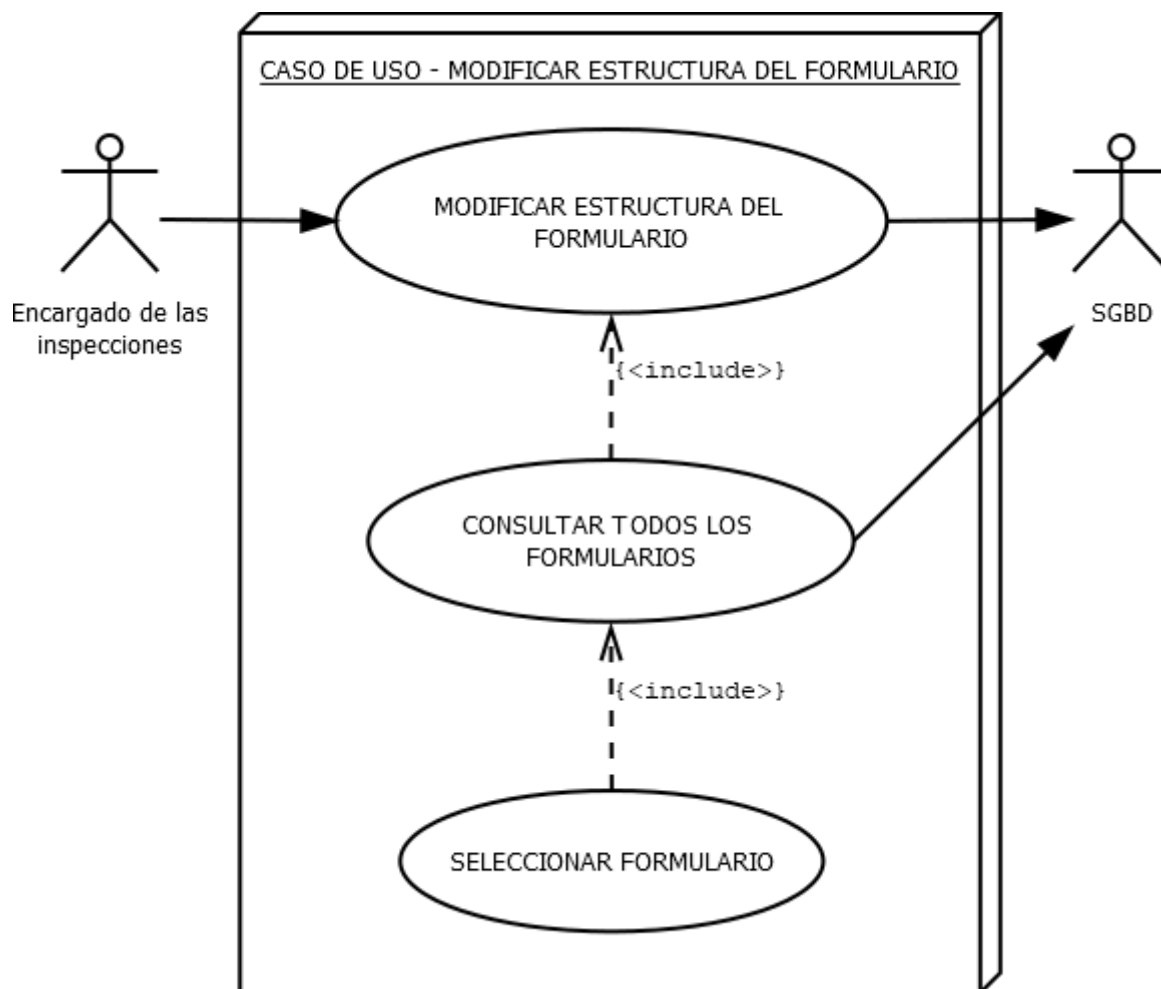 CASO DE USO - MODIFICAR ESTRUCTURA DEL FORMULARIO
MODIFICAR ESTRUCTURA DEL
FORMULARIO
Encargado de las
inspecciones
SGBD
{<include>}
CONSULTAR TODOS LOS
FORMULARIOS
{<include>}
SELECCIONAR FORMULARIO